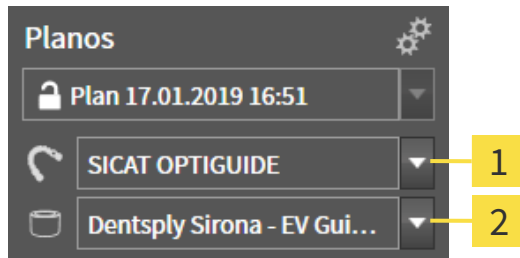 Planos
Plan 17.01.2019 16:51
SICAT OPTIGUIDE
1
Dentsply Sirona - EV Gui...
2